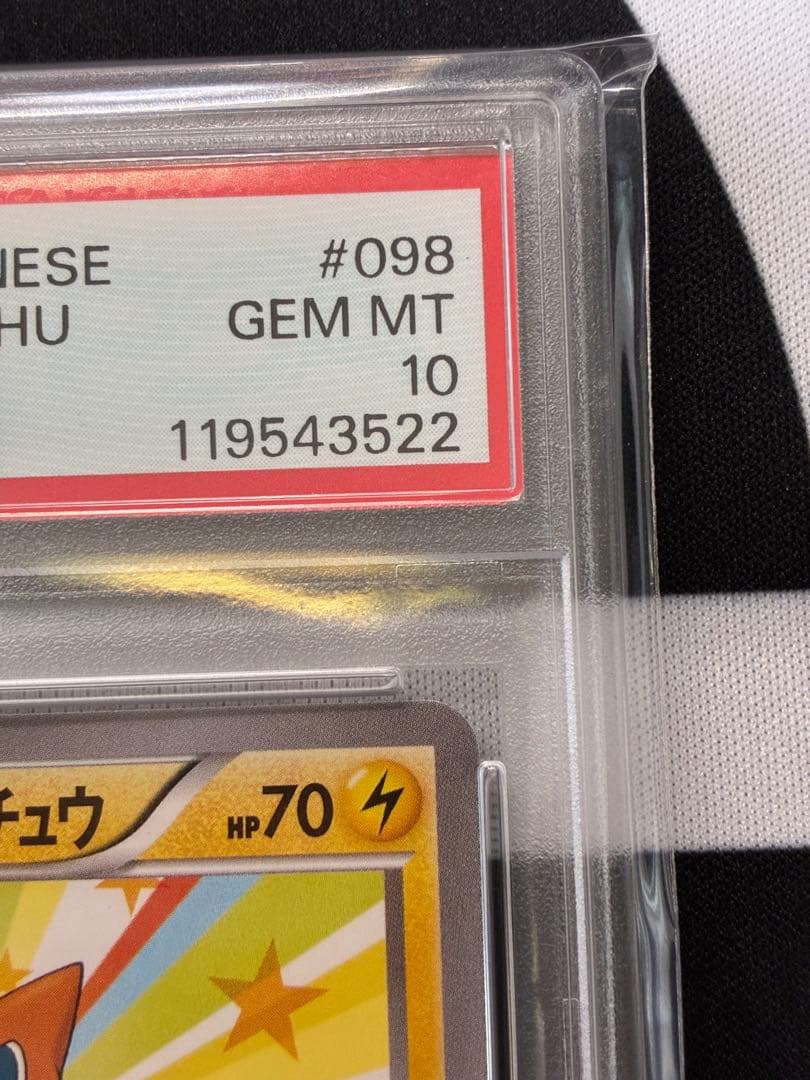 NESE #098
HU GEM MT
10
119543522
チュウ HP70